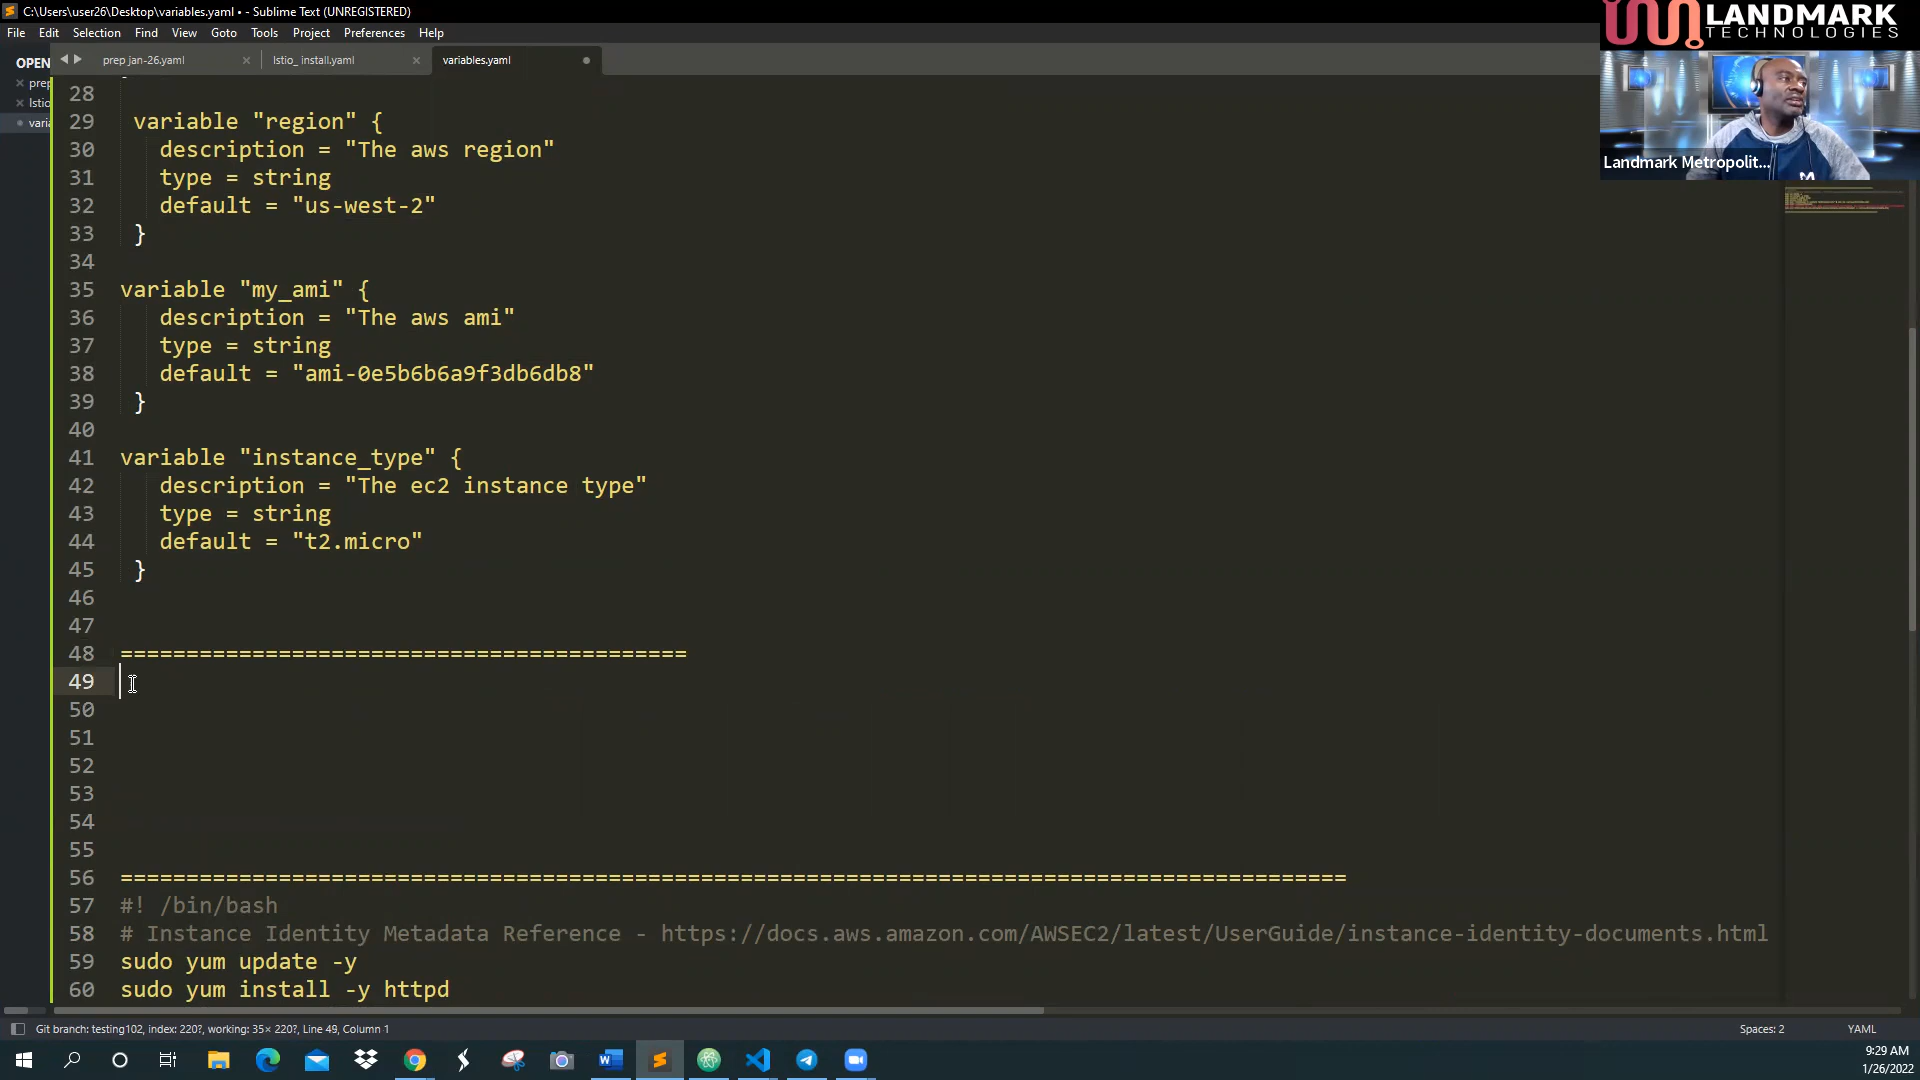 C:\Users\user26\Desktop\variables.yaml • - Sublime Text (UNREGISTERED)
File Edit Selection Find View Goto Tools Project Preferences Help
LANDMARK
TECHNOLOGIES
OPEN
prep jan-26.yaml
Istio_ install.yaml
variables.yaml
prep
Istio
varia
28
29 variable "region" {
30 description = "The aws region"
31 type = string
32 default = "us-west-2"
33 }
34
35 variable "my_ami" {
36 description = "The aws ami"
37 type = string
38 default = "ami-0e5b6b6a9f3db6db8"
39 }
40
41 variable "instance_type" {
42 description = "The ec2 instance type"
43 type = string
44 default = "t2.micro"
45 }
46
47
48 ===========================================
49
50
51
52
53
54
55
56 =============================================================================================
57 #! /bin/bash
58 # Instance Identity Metadata Reference - https://docs.aws.amazon.com/AWSEC2/latest/UserGuide/instance-identity-documents.html
59 sudo yum update -y
60 sudo yum install -y httpd
Landmark Metropolit...
Git branch: testing102, index: 220?, working: 35× 220?, Line 49, Column 1
Spaces: 2
YAML
9:29 AM
1/26/2022